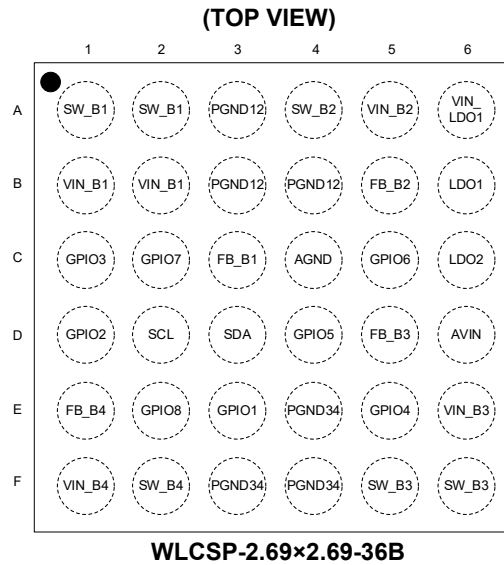 (TOP VIEW)
1 2 3 4 5 6
A SW_B1 SW_B1 PGND12 SW_B2 VIN_B2 VIN_
LDO1
B VIN_B1 VIN_B1 PGND12 PGND12 FB_B2 LDO1
C GPIO3 GPIO7 FB_B1 AGND GPIO6 LDO2
D GPIO2 SCL SDA GPIO5 FB_B3 AVIN
E FB_B4 GPIO8 GPIO1 PGND34 GPIO4 VIN_B3
F VIN_B4 SW_B4 PGND34 PGND34 SW_B3 SW_B3
WLCSP-2.69×2.69-36B